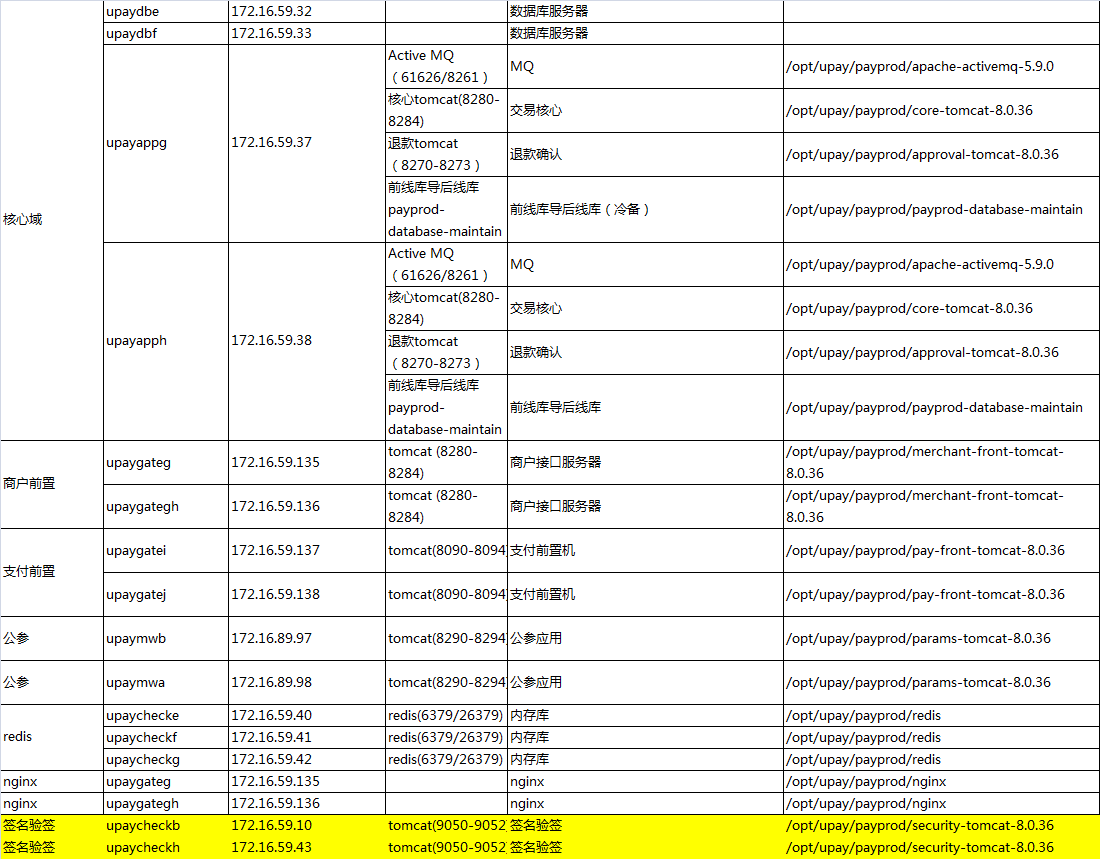 upaydbe 172.16.59.32 数据库服务器
upaydbf 172.16.59.33 数据库服务器
核心域
upayappg 172.16.59.37
Active MQ
（61626/8261） MQ /opt/upay/payprod/apache-activemq-5.9.0
核心tomcat(8280-
8284) 交易核心 /opt/upay/payprod/core-tomcat-8.0.36
退款tomcat
（8270-8273） 退款确认 /opt/upay/payprod/approval-tomcat-8.0.36
前线库导后线库
payprod-
database-maintain 前线库导后线库（冷备） /opt/upay/payprod/payprod-database-maintain
upayapph 172.16.59.38
Active MQ
（61626/8261） MQ /opt/upay/payprod/apache-activemq-5.9.0
核心tomcat(8280-
8284) 交易核心 /opt/upay/payprod/core-tomcat-8.0.36
退款tomcat
（8270-8273） 退款确认 /opt/upay/payprod/approval-tomcat-8.0.36
前线库导后线库
payprod-
database-maintain 前线库导后线库 /opt/upay/payprod/payprod-database-maintain
商户前置
upaygateg 172.16.59.135 tomcat (8280-
8284) 商户接口服务器 /opt/upay/payprod/merchant-front-tomcat-
8.0.36
upaygategh 172.16.59.136 tomcat (8280-
8284) 商户接口服务器 /opt/upay/payprod/merchant-front-tomcat-
8.0.36
支付前置
upaygatei 172.16.59.137 tomcat(8090-8094) 支付前置机 /opt/upay/payprod/pay-front-tomcat-8.0.36
upaygatej 172.16.59.138 tomcat(8090-8094) 支付前置机 /opt/upay/payprod/pay-front-tomcat-8.0.36
公参 upaymwb 172.16.89.97 tomcat(8290-8294) 公参应用 /opt/upay/payprod/params-tomcat-8.0.36
公参 upaymwa 172.16.89.98 tomcat(8290-8294) 公参应用 /opt/upay/payprod/params-tomcat-8.0.36
redis
upaychecke 172.16.59.40 redis(6379/26379) 内存库 /opt/upay/payprod/redis
upaycheckf 172.16.59.41 redis(6379/26379) 内存库 /opt/upay/payprod/redis
upaycheckg 172.16.59.42 redis(6379/26379) 内存库 /opt/upay/payprod/redis
nginx upaygateg 172.16.59.135 nginx /opt/upay/payprod/nginx
nginx upaygategh 172.16.59.136 nginx /opt/upay/payprod/nginx
签名验签 upaycheckb 172.16.59.10 tomcat(9050-9052 签名验签 /opt/upay/payprod/security-tomcat-8.0.36
签名验签 upaycheckh 172.16.59.43 tomcat(9050-9052 签名验签 /opt/upay/payprod/security-tomcat-8.0.36